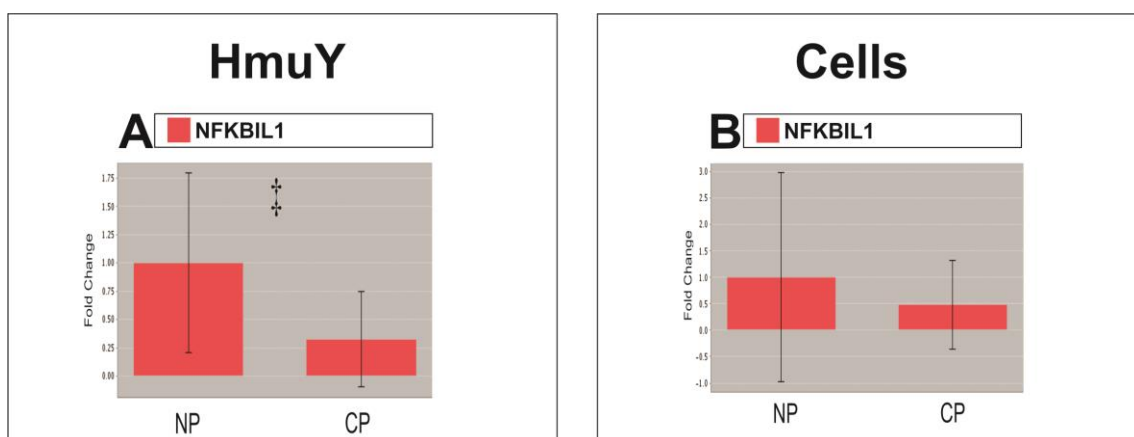 HmuY
A NFKBIL1
‡
Fold Change
1.75
1.50
1.25
1.00
0.75
0.50
0.25
0.00
NP CP
Cells
B NFKBIL1
Fold Change
3.0
2.5
2.0
1.5
1.0
0.5
0.0
-0.5
-1.0
NP CP